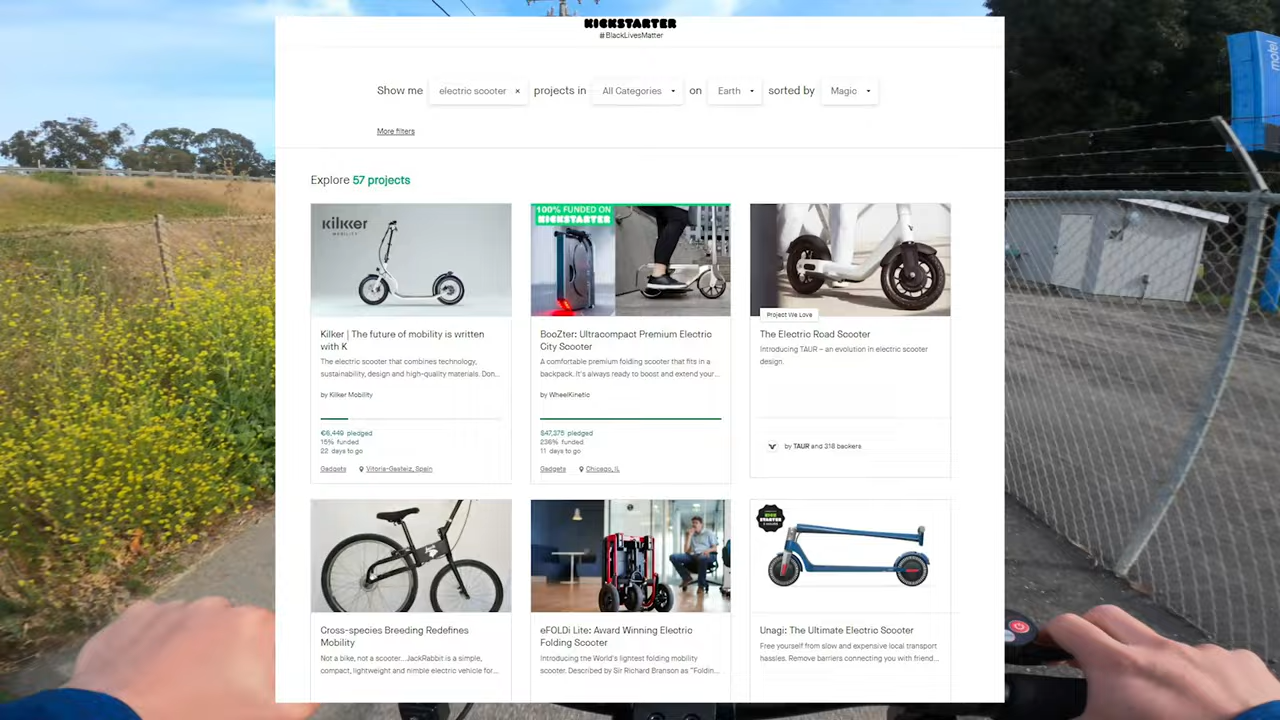 KICKSTARTER
#BlackLivesMatter
Show me electric scooter × projects in All Categories on Earth sorted by Magic
More filters
Explore 57 projects
kilkker
MOBILITY
Kilker | The future of mobility is written
with K
The electric scooter that combines technology,
sustainability, design and high-quality materials. Don...
by Kilker Mobility
€6,449 pledged
15% funded
22 days to go
Gadgets Vitoria-Gasteiz, Spain
100% FUNDED ON
KICKSTARTER
BooZter: Ultracompact Premium Electric
City Scooter
A comfortable premium folding scooter that fits in a
backpack. It's always ready to boost and extend your...
by WheelKinetic
$47,375 pledged
236% funded
11 days to go
Gadgets Chicago, IL
Project We Love
The Electric Road Scooter
Introducing TAUR – an evolution in electric scooter
design.
by TAUR and 318 backers
Cross-species Breeding Redefines
Mobility
Not a bike, not a scooter...JackRabbit is a simple,
compact, lightweight and nimble electric vehicle for...
eFOLDi Lite: Award Winning Electric
Folding Scooter
Introducing the World's lightest folding mobility
scooter. Described by Sir Richard Branson as "Foldin...
KICK
STARTER
Unagi: The Ultimate Electric Scooter
Free yourself from slow and expensive local transport
hassles. Remove barriers connecting you with friend...
motel